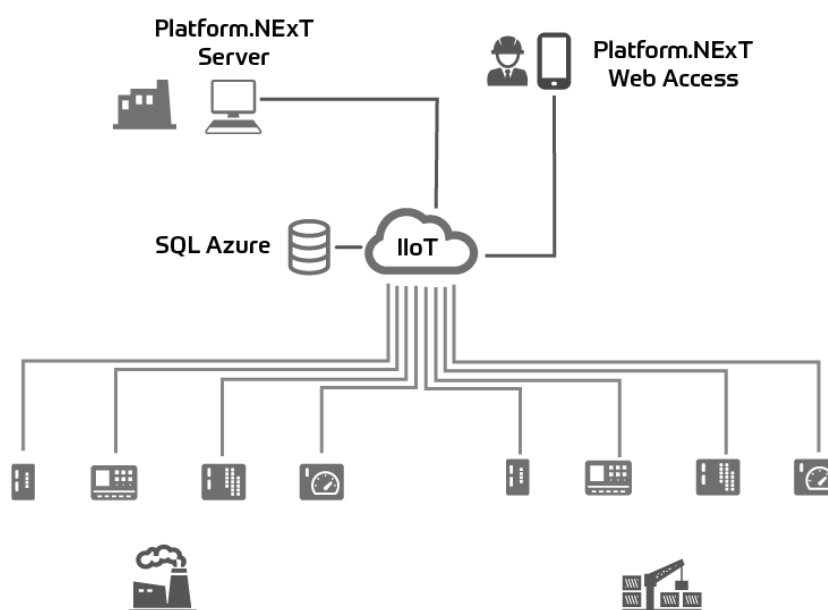 Platform.NExT
Server
Platform.NExT
Web Access
SQL Azure
IIoT